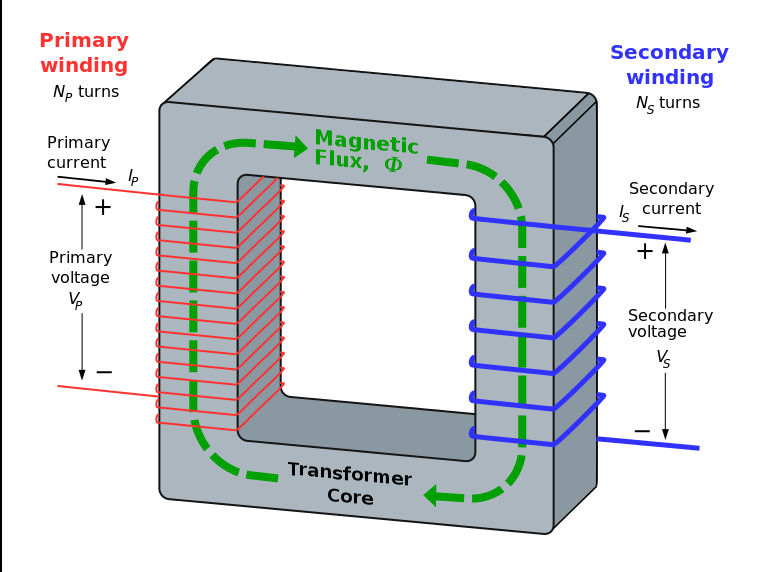 Primary
winding
NP turns
Primary
current
IP
+
Primary
voltage
VP
−
Magnetic
Flux, Φ
Transformer
Core
Secondary
winding
NS turns
Secondary
current
IS
+
Secondary
voltage
VS
−